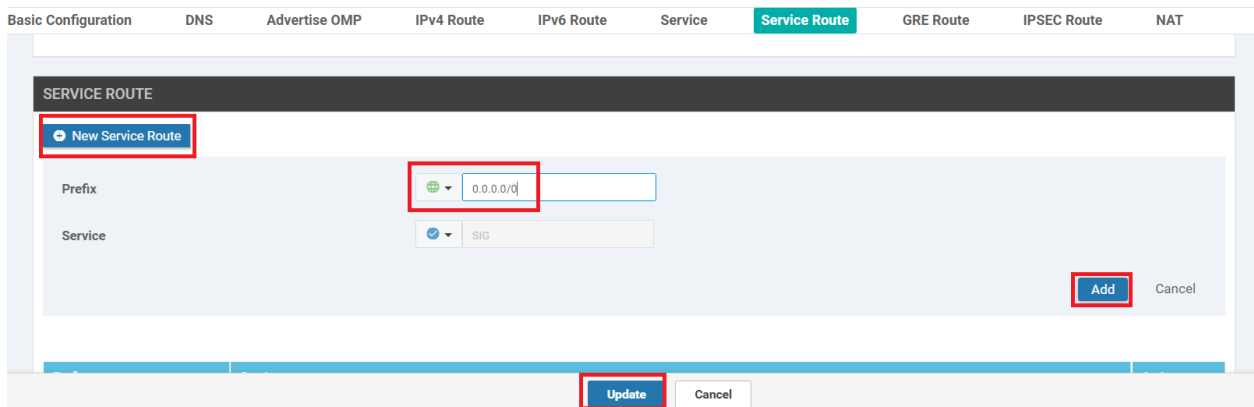 Basic Configuration DNS Advertise OMP IPv4 Route IPv6 Route Service Service Route GRE Route IPSEC Route NAT
SERVICE ROUTE
New Service Route
Prefix 0.0.0.0/0
Service SIG
Add Cancel
Update Cancel